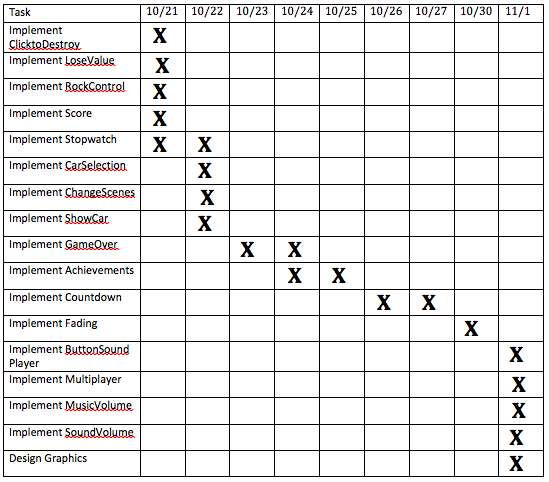 Task 10/21 10/22 10/23 10/24 10/25 10/26 10/27 10/30 11/1
Implement
ClicktoDestroy X
Implement LoseValue X
Implement RockControl X
Implement Score X
Implement Stopwatch X X
Implement CarSelection X
Implement ChangeScenes X
Implement ShowCar X
Implement GameOver X X
Implement Achievements X X
Implement Countdown X X
Implement Fading X
Implement ButtonSound X
Player
Implement Multiplayer X
Implement MusicVolume X
Implement SoundVolume X
Design Graphics X